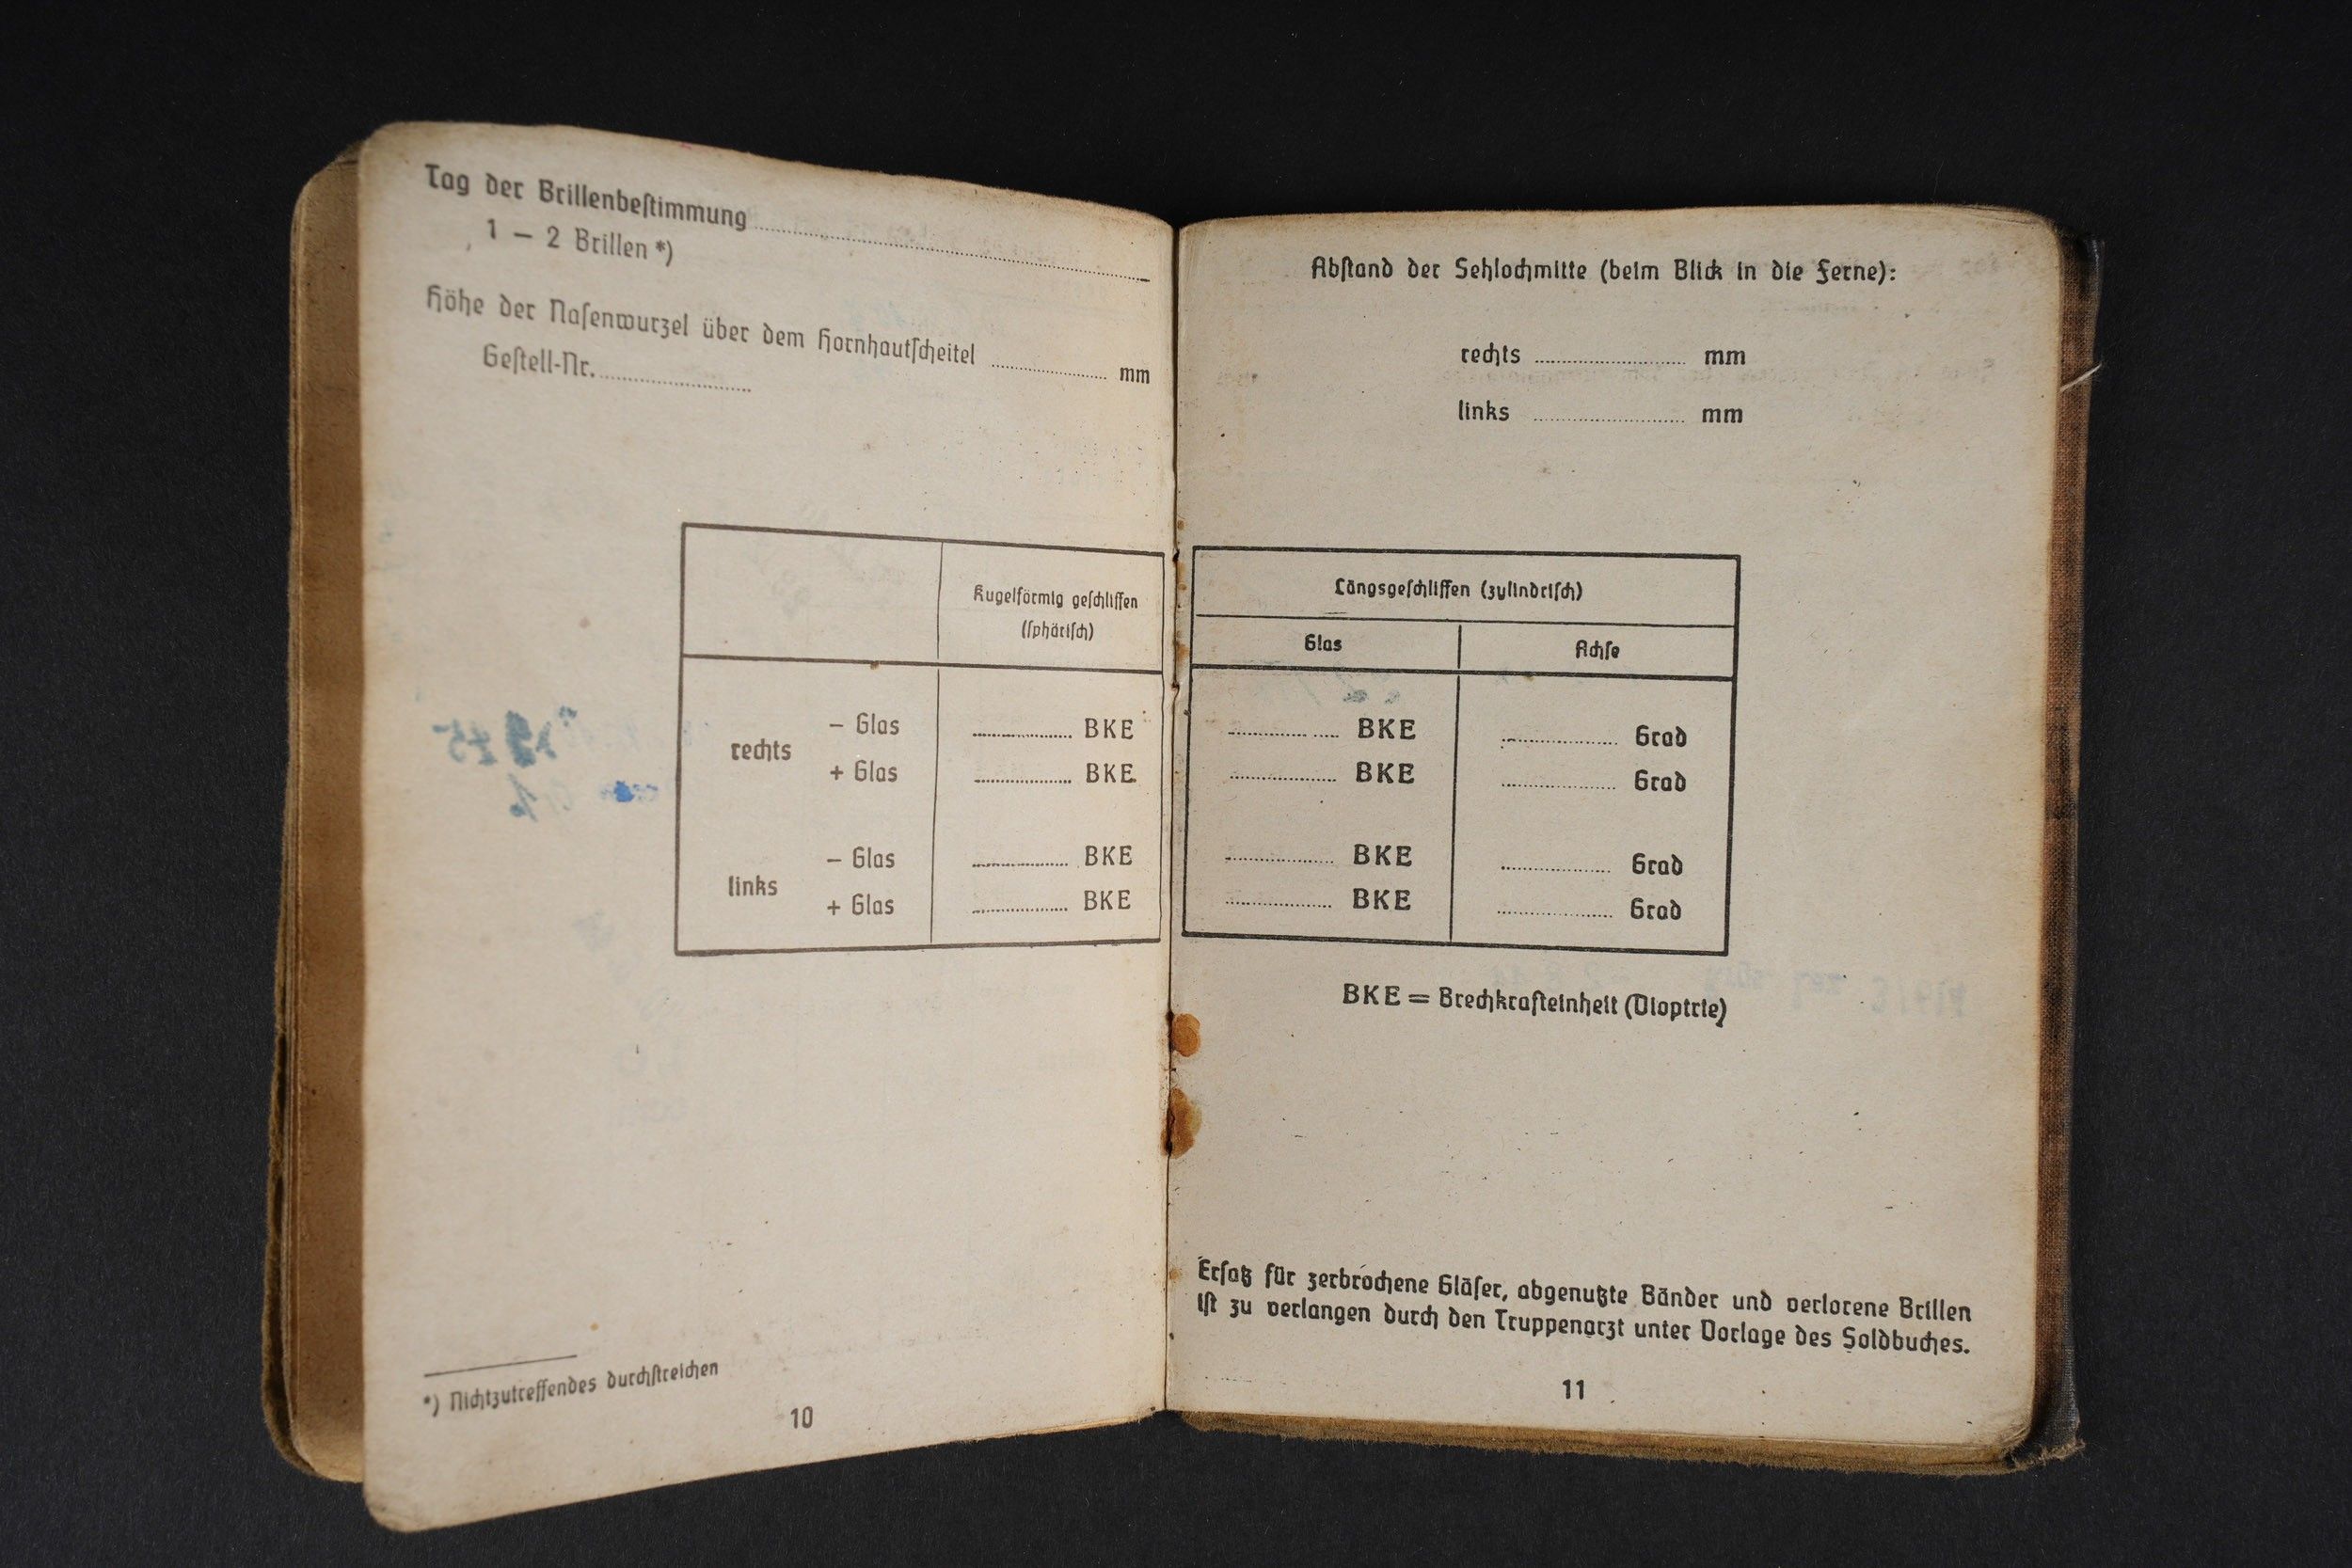 Tag der Brillenbestimmung
1 – 2 Brillen *)
Höhe der Nasenwurzel über dem Hornhautscheitel ............ mm
Gestell-Nr.
Kugelförmig geschliffen
(sphärisch)
rechts
– Glas ............ BKE
+ Glas ............ BKE
links
– Glas ............ BKE
+ Glas ............ BKE
*) Nichtzutreffendes durchstreichen
10
Abstand der Sehlochmitte (beim Blick in die Ferne):
rechts ............ mm
links ............ mm
Längsgeschliffen (zylindrisch)
Glas Achse
............ BKE ............ Grad
............ BKE ............ Grad
............ BKE ............ Grad
............ BKE ............ Grad
BKE = Brechkrafteinheit (Dioptrie)
Ersatz für zerbrochene Gläser, abgenutzte Bänder und verlorene Brillen
ist zu verlangen durch den Truppenarzt unter Vorlage des Soldbuches.
11